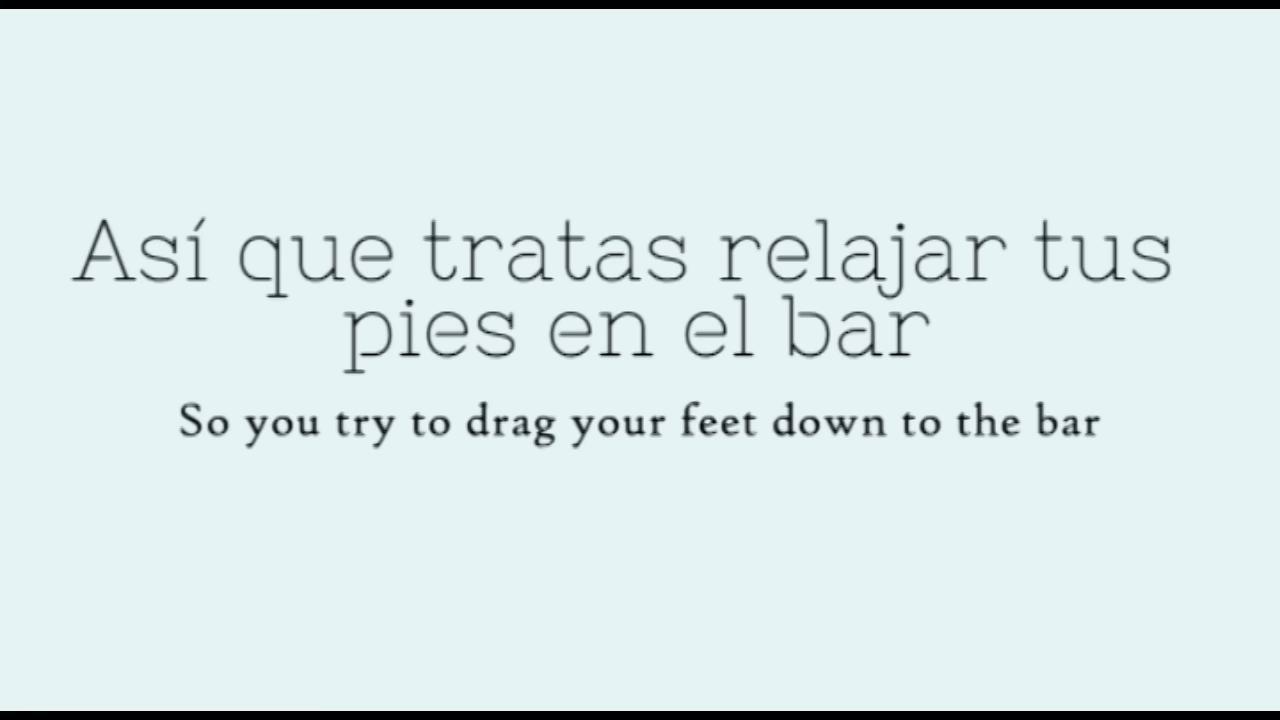 Así que tratas relajar tus
pies en el bar
So you try to drag your feet down to the bar